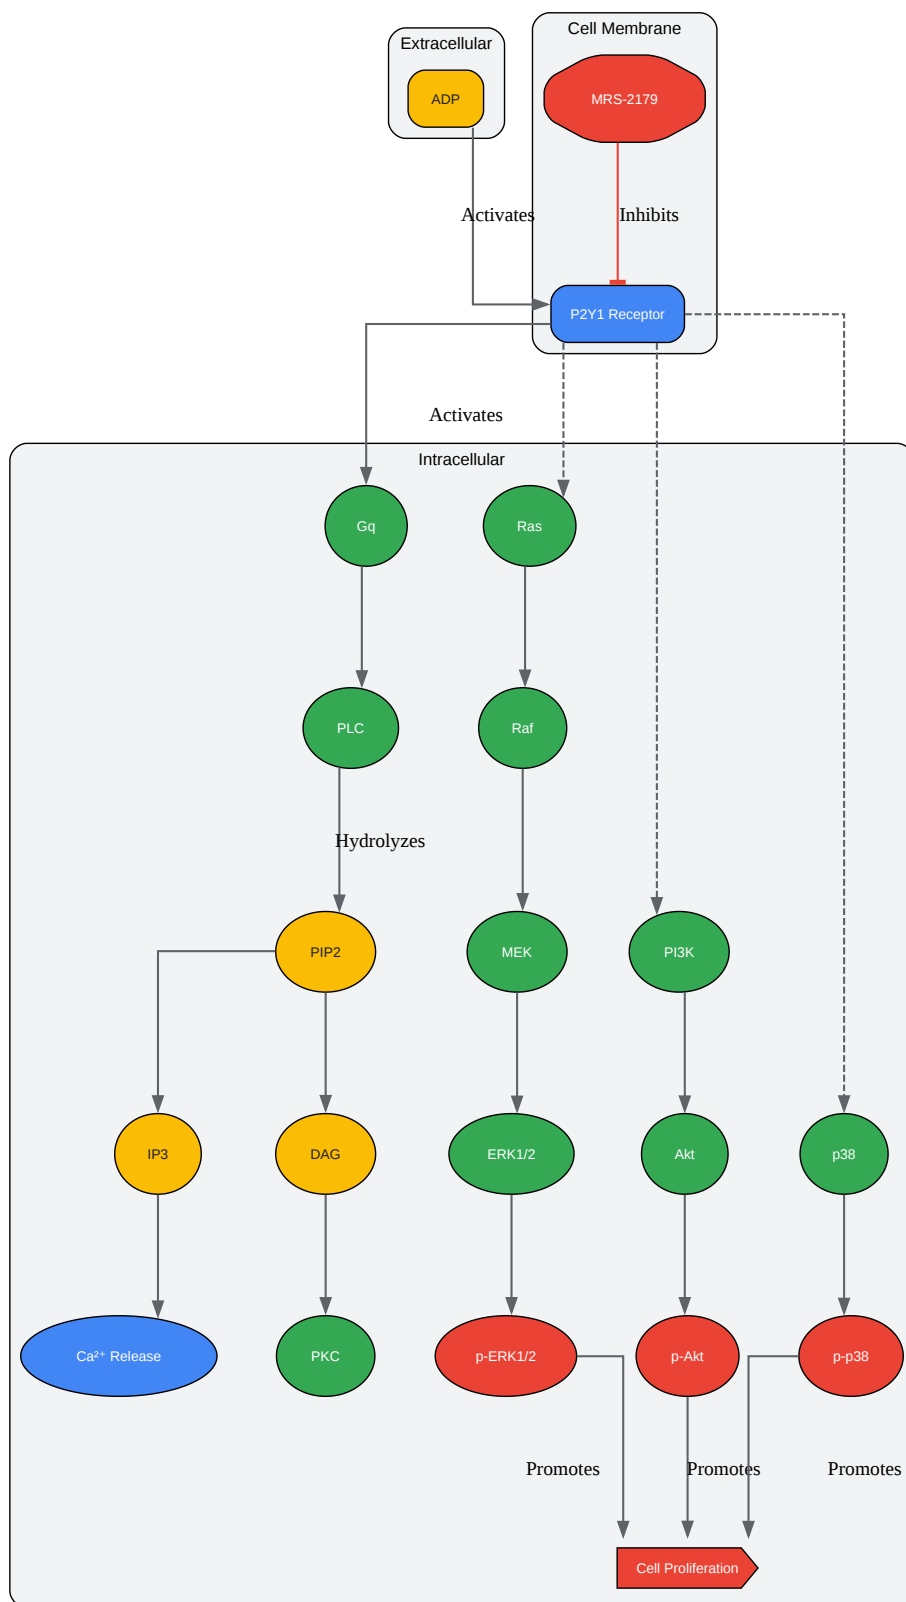 Cell Membrane
Extracellular
ADP
MRS-2179
Activates
Inhibits
P2Y1 Receptor
Activates
Intracellular
Gq
Ras
PLC
Raf
Hydrolyzes
PIP2
MEK
PI3K
IP3
DAG
ERK1/2
Akt
p38
Ca²⁺ Release
PKC
p-ERK1/2
p-Akt
p-p38
Promotes
Promotes
Promotes
Cell Proliferation